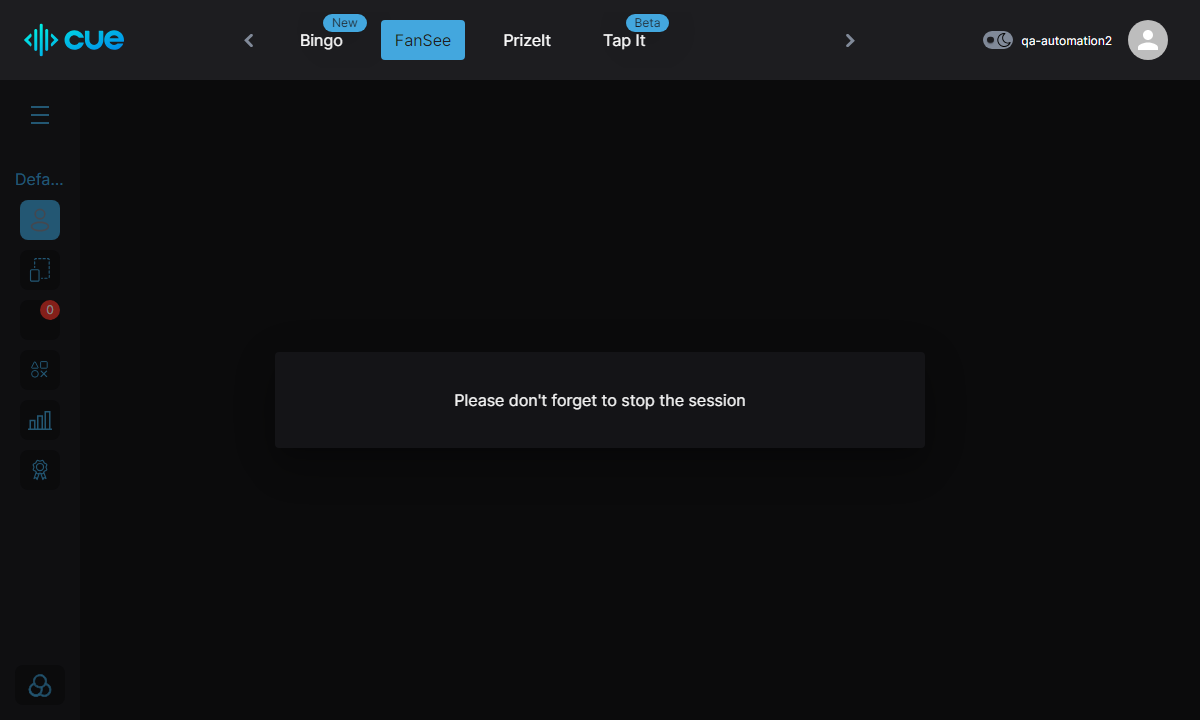 cue
New
Bingo
FanSee
PrizeIt
Beta
Tap It
qa-automation2
Defa...
0
Please don't forget to stop the session